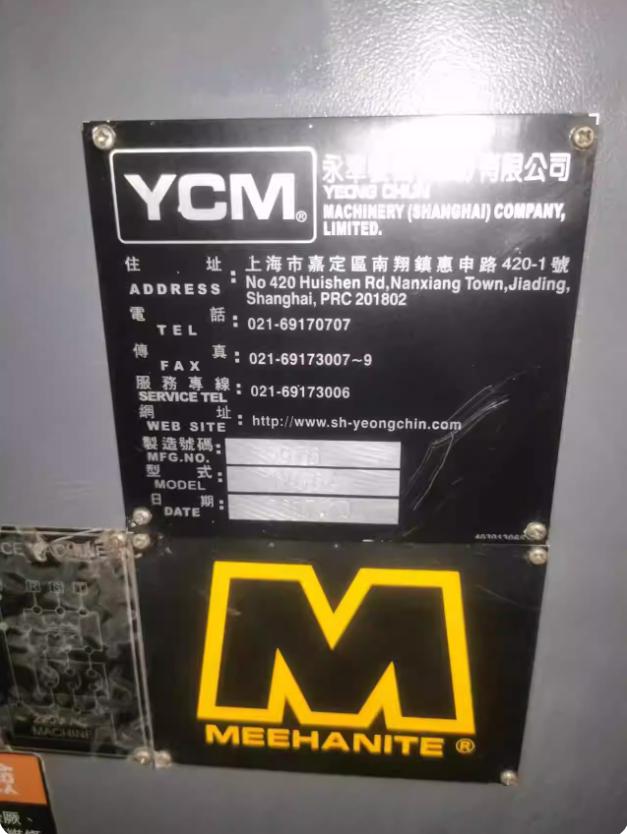 YCM®
永華 有限公司
YEONG CHUN
MACHINERY (SHANGHAI) COMPANY,
LIMITED.
住址：上海市嘉定區南翔鎮惠申路 420-1 號
ADDRESS No 420 Huishen Rd,Nanxiang Town,Jiading,
Shanghai, PRC 201802
電話：021-69170707
TEL
傳真：021-69173007~9
FAX
服務專線：021-69173006
SERVICE TEL
網址：http://www.sh-yeongchin.com
WEB SITE
製造號碼：
MFG.NO.
型式：
MODEL
日期：
DATE
MACHINE
MEEHANITE ®